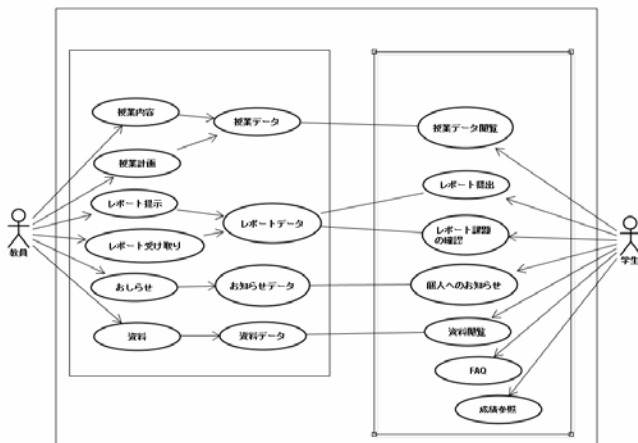 授業内容
授業データ
授業データ閲覧
授業計画
レポート提示
レポート提出
レポートデータ
レポート受け取り
レポート課題
の確認
教員
学生
おしらせ
お知らせデータ
個人へのお知らせ
資料
資料データ
資料閲覧
FAQ
成績参照